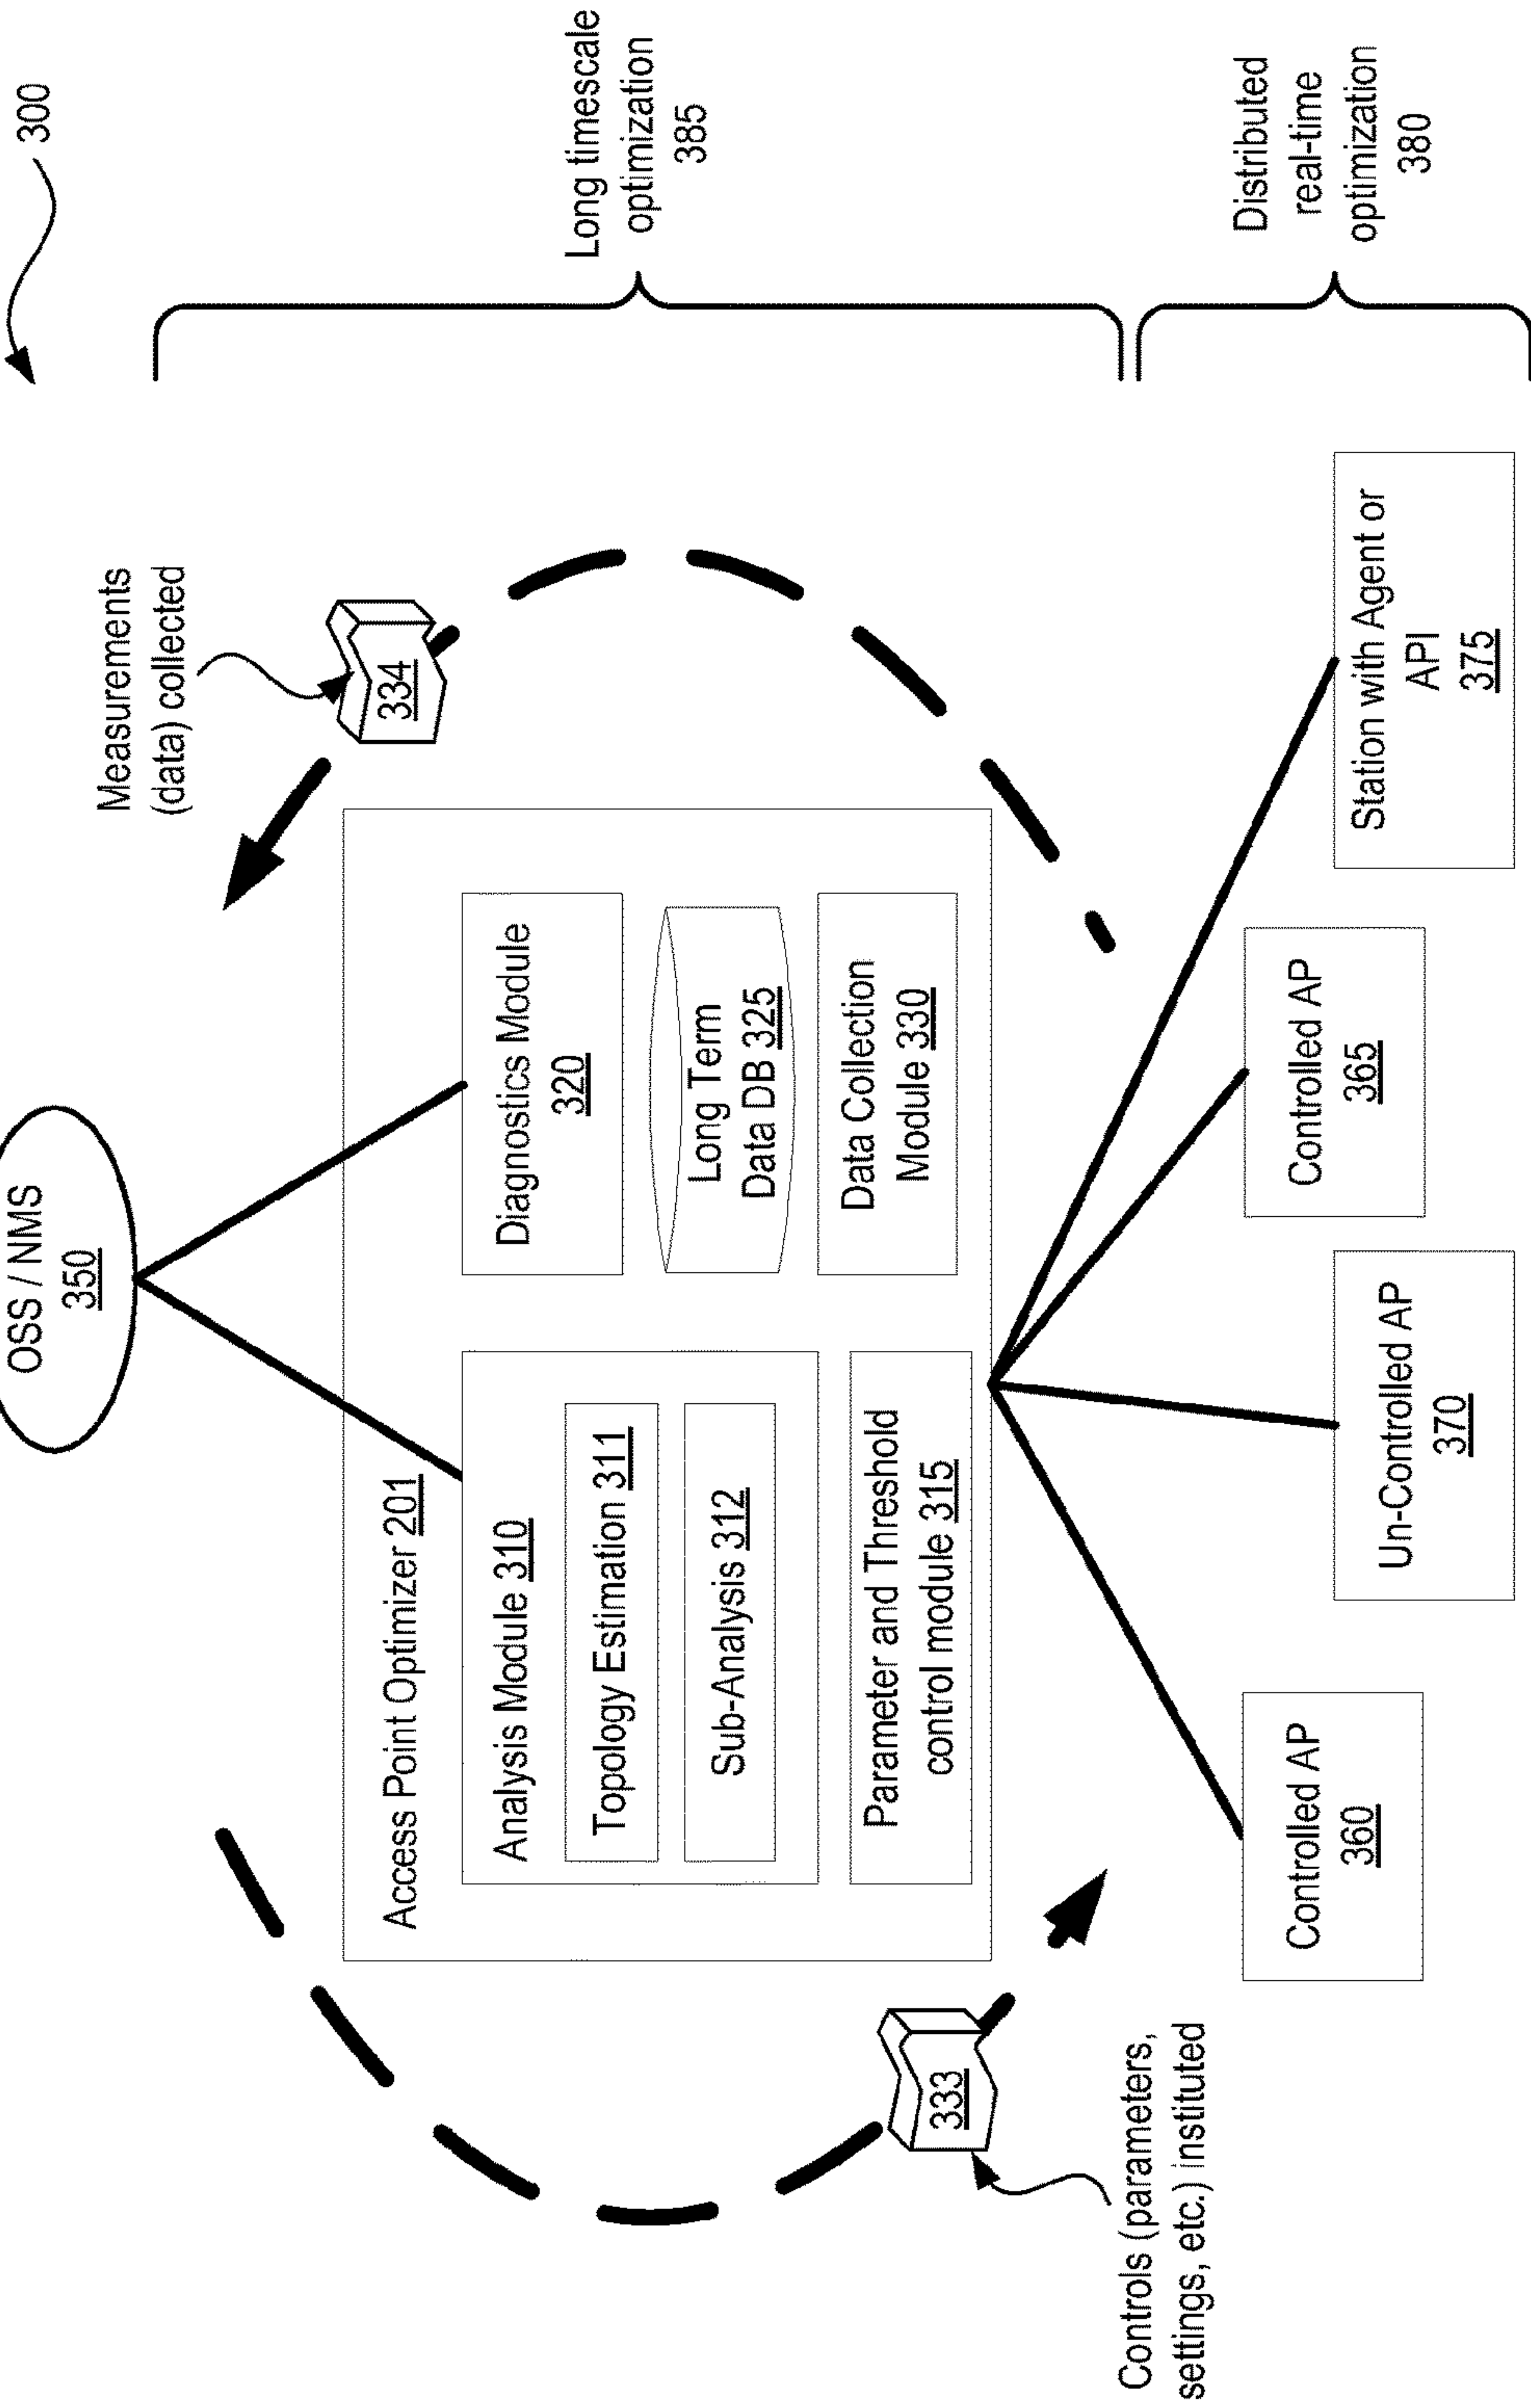 300
OSS / NMS
350
Measurements
(data) collected
334
Long timescale
optimization
385
Access Point Optimizer 201
Analysis Module 310
Topology Estimation 311
Sub-Analysis 312
Parameter and Threshold
control module 315
Diagnostics Module
320
Long Term
Data DB 325
Data Collection
Module 330
333
Controls (parameters,
settings, etc.) instituted
Controlled AP
360
Un-Controlled AP
370
Controlled AP
365
Station with Agent or
API
375
Distributed
real-time
optimization
380